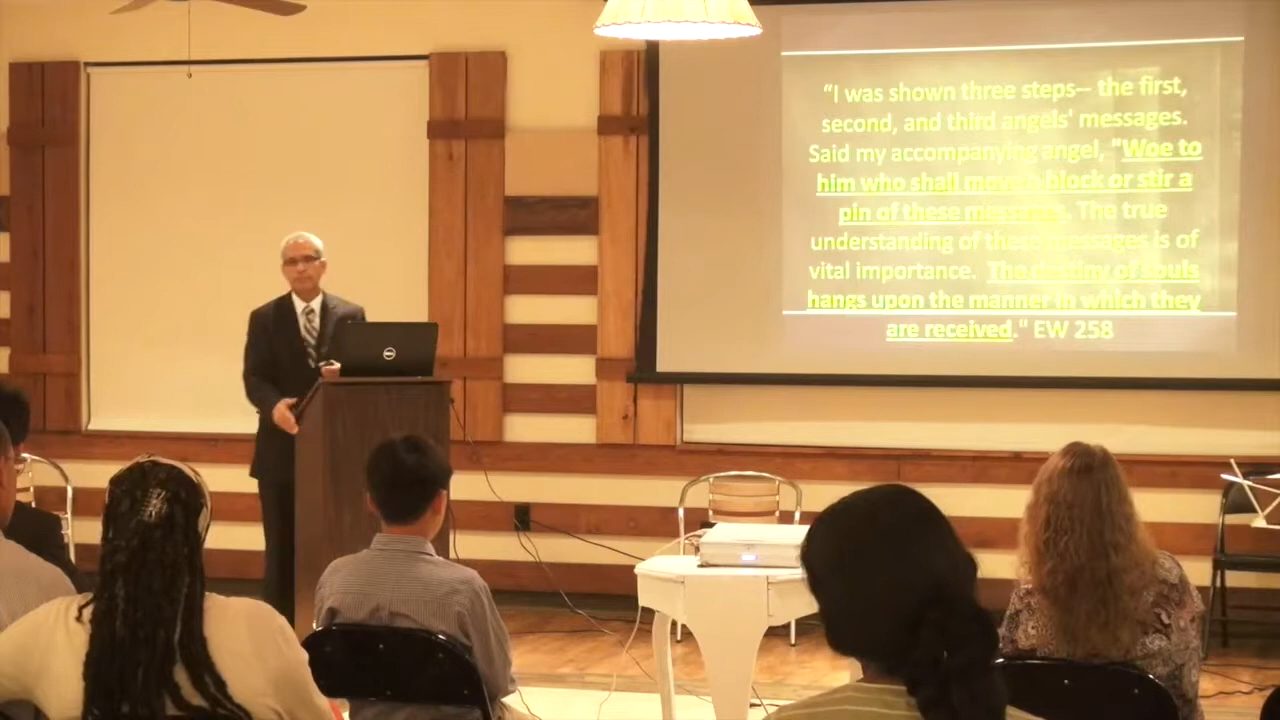 “I was shown three steps– the first,
second, and third angels' messages.
Said my accompanying angel, "Woe to
him who shall move a block or stir a
pin of these messages. The true
understanding of these messages is of
vital importance. The destiny of souls
hangs upon the manner in which they
are received." EW 258
DELL